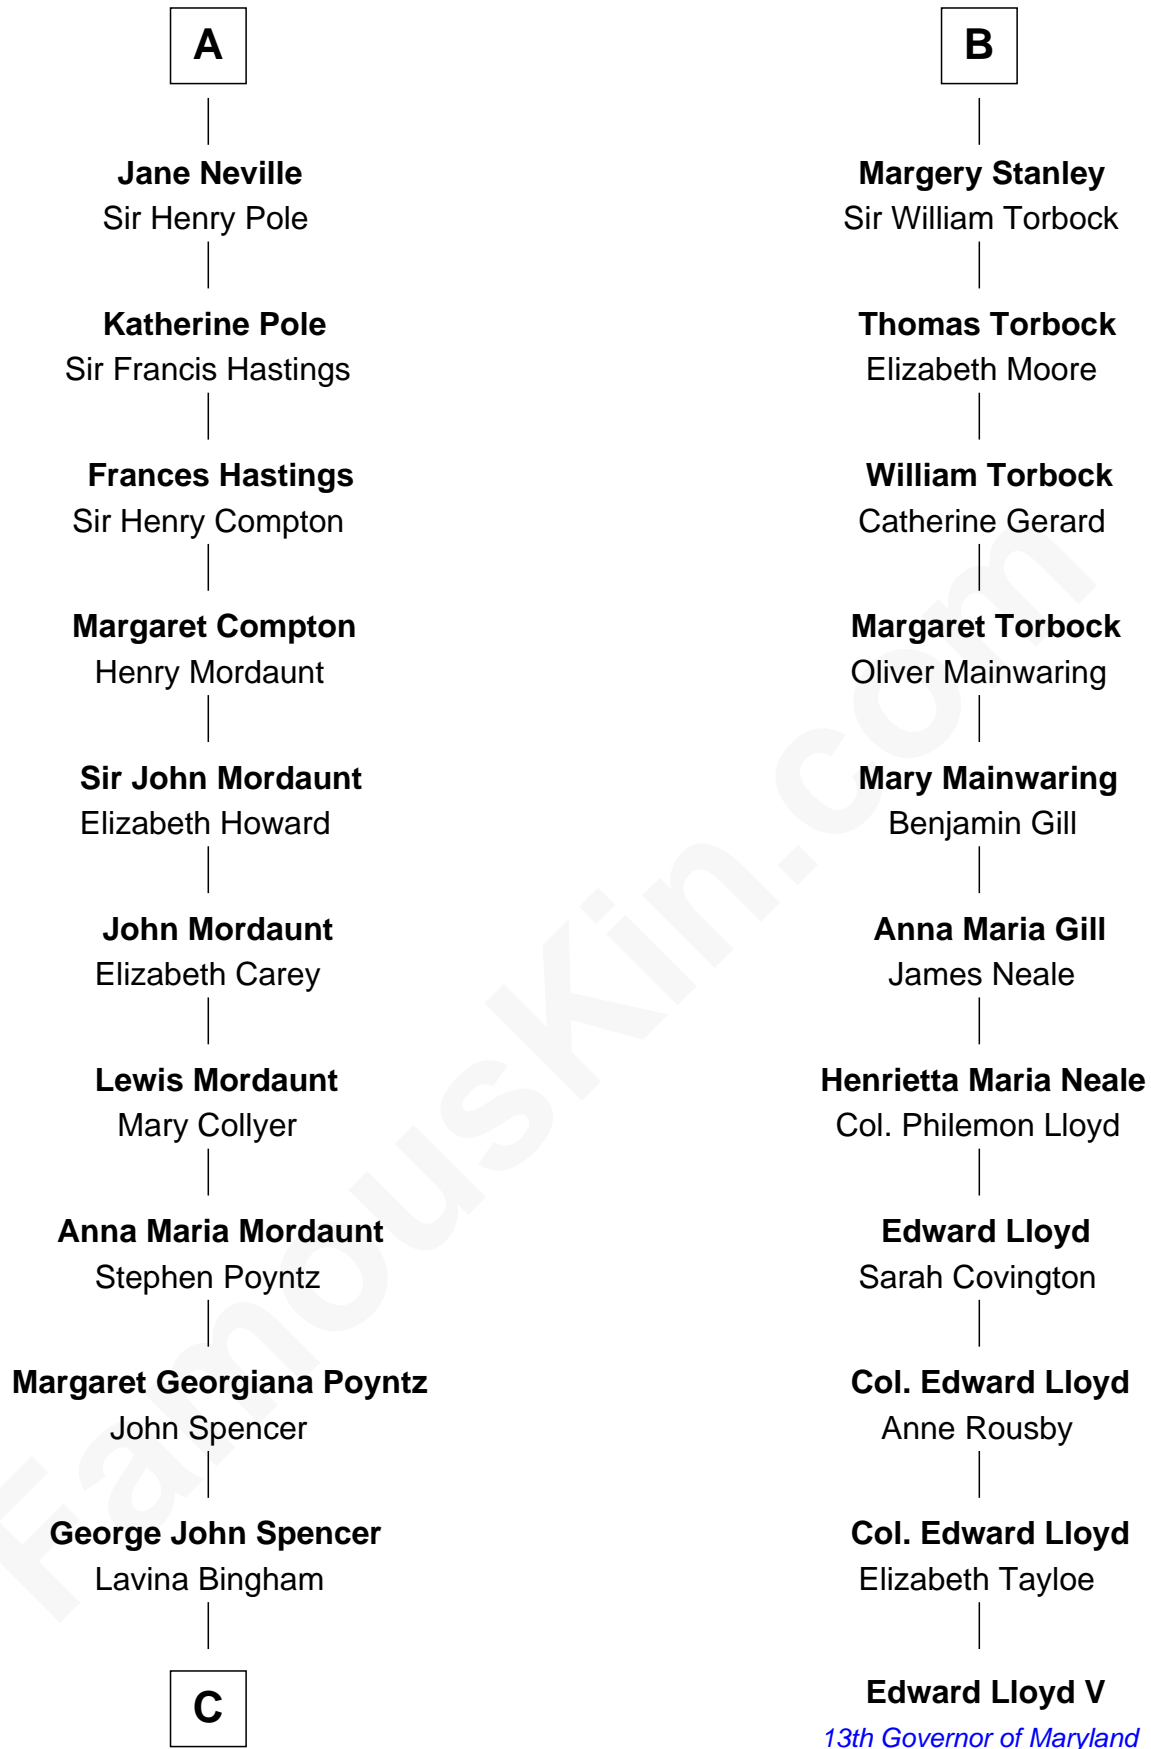 A
Jane Neville
Sir Henry Pole
Katherine Pole
Sir Francis Hastings
Frances Hastings
Sir Henry Compton
Margaret Compton
Henry Mordaunt
Sir John Mordaunt
Elizabeth Howard
John Mordaunt
Elizabeth Carey
Lewis Mordaunt
Mary Collyer
Anna Maria Mordaunt
Stephen Poyntz
Margaret Georgiana Poyntz
John Spencer
George John Spencer
Lavina Bingham
C
B
Margery Stanley
Sir William Torbock
Thomas Torbock
Elizabeth Moore
William Torbock
Catherine Gerard
Margaret Torbock
Oliver Mainwaring
Mary Mainwaring
Benjamin Gill
Anna Maria Gill
James Neale
Henrietta Maria Neale
Col. Philemon Lloyd
Edward Lloyd
Sarah Covington
Col. Edward Lloyd
Anne Rousby
Col. Edward Lloyd
Elizabeth Tayloe
Edward Lloyd V
13th Governor of Maryland
FamousKin.com